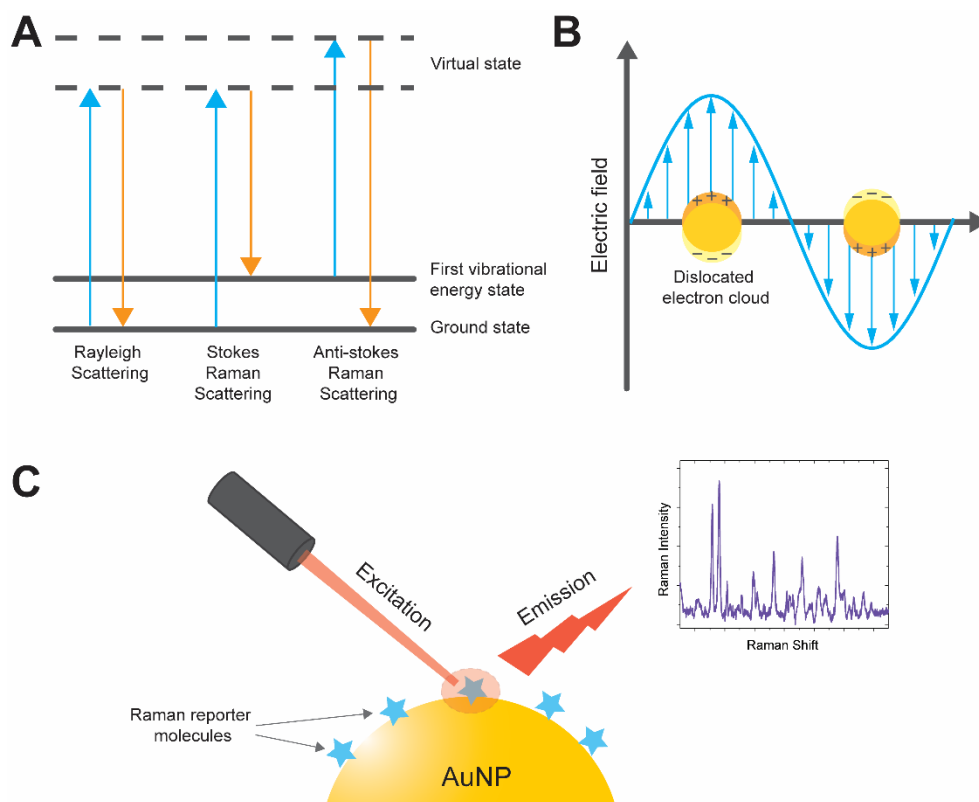 A
Virtual state
First vibrational
energy state
Ground state
Rayleigh
Scattering
Stokes
Raman
Scattering
Anti-stokes
Raman
Scattering
B
Electric field
+ + +
− − −
Dislocated
electron cloud
− − −
+ + +
C
Excitation
Emission
Raman reporter
molecules
AuNP
Raman Intensity
Raman Shift